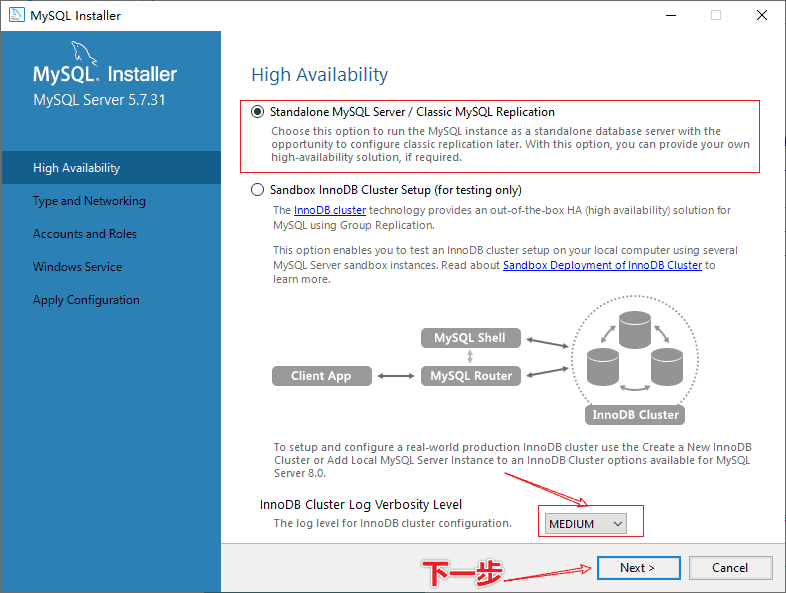 MySQL Installer
MySQL. Installer
MySQL Server 5.7.31
High Availability
Type and Networking
Accounts and Roles
Windows Service
Apply Configuration
High Availability
Standalone MySQL Server / Classic MySQL Replication
Choose this option to run the MySQL instance as a standalone database server with the
opportunity to configure classic replication later. With this option, you can provide your own
high-availability solution, if required.
Sandbox InnoDB Cluster Setup (for testing only)
The InnoDB cluster technology provides an out-of-the-box HA (high availability) solution for
MySQL using Group Replication.
This option enables you to test an InnoDB cluster setup on your local computer using several
MySQL Server sandbox instances. Read about Sandbox Deployment of InnoDB Cluster to
learn more.
MySQL Shell
Client App
MySQL Router
InnoDB Cluster
To setup and configure a real-world production InnoDB cluster use the Create a New InnoDB
Cluster or Add Local MySQL Server Instance to an InnoDB Cluster options available for MySQL
Server 8.0.
InnoDB Cluster Log Verbosity Level
The log level for InnoDB cluster configuration.
MEDIUM
下一步
Next >
Cancel